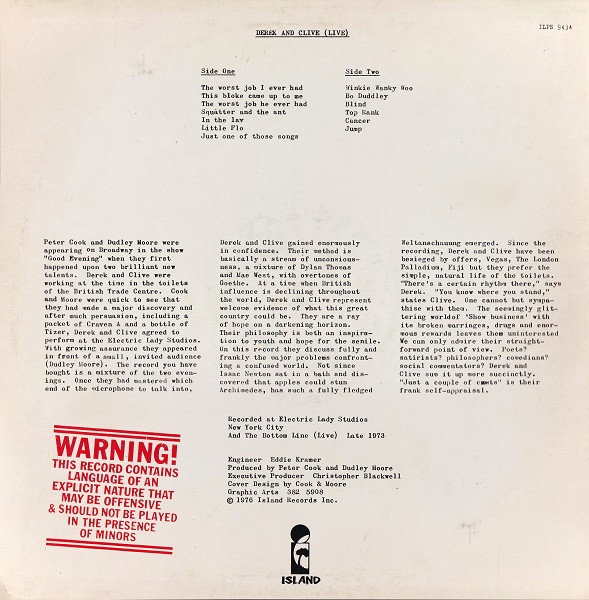 DEREK AND CLIVE (LIVE)
ILPS 9434
Side One
The worst job I ever had
This bloke came up to me
The worst job he ever had
Squatter and the ant
In the lav
Little Flo
Just one of those songs
Side Two
Winkie Wanky Woo
Bo Duddley
Blind
Top Rank
Cancer
Jump
Peter Cook and Dudley Moore were
appearing on Broadway in the show
"Good Evening" when they first
happened upon two brilliant new
talents. Derek and Clive were
working at the time in the toilets
of the British Trade Centre. Cook
and Moore were quick to see that
they had made a major discovery and
after much persuasion, including a
packet of Craven A and a bottle of
Tizer, Derek and Clive agreed to
perform at the Electric Lady Studios.
With growing assurance they appeared
in front of a small, invited audience
(Dudley Moore). The record you have
bought is a mixture of the two even-
ings. Once they had mastered which
end of the microphone to talk into,
Derek and Clive gained enormously
in confidence. Their method is
basically a stream of unconsious-
ness, a mixture of Dylan Thomas
and Mae West, with overtones of
Goethe. At a time when British
influence is declining throughout
the world, Derek and Clive represent
welcome evidence of what this great
country could be. They are a ray
of hope on a darkening horizon.
Their philosophy is both an inspira-
tion to youth and hope for the senile.
On this record they discuss fully and
frankly the major problems confront-
ing a confused world. Not since
Isaac Newton sat in a bath and dis-
covered that apples could stun
Archimedes, has such a fully fledged
Weltanschauung emerged. Since the
recording, Derek and Clive have been
besieged by offers, Vegas, The London
Palladium, Fiji but they prefer the
simple, natural life of the toilets.
"There's a certain rhythm there," says
Derek. "You know where you stand,"
states Clive. One cannot but sympa-
thise with them. The seemingly glit-
tering worldof 'Show business' with
its broken marriages, drugs and enor-
mous rewards leaves them uninterested
We can only admire their straight-
forward point of view. Poets?
satirists? philosophers? comedians?
social commentators? Derek and
Clive sum it up more succinctly.
"Just a couple of is their
frank self-appraisal.
Recorded at Electric Lady Studios
New York City
And The Bottom Line (Live) Late 1973
Engineer Eddie Kramer
Produced by Peter Cook and Dudley Moore
Executive Producer Christopher Blackwell
Cover Design by Cook & Moore
Graphic Arts 382 5908
© 1976 Island Records Inc.
WARNING!
THIS RECORD CONTAINS
LANGUAGE OF AN
EXPLICIT NATURE THAT
MAY BE OFFENSIVE
& SHOULD NOT BE PLAYED
IN THE PRESENCE
OF MINORS
ISLAND